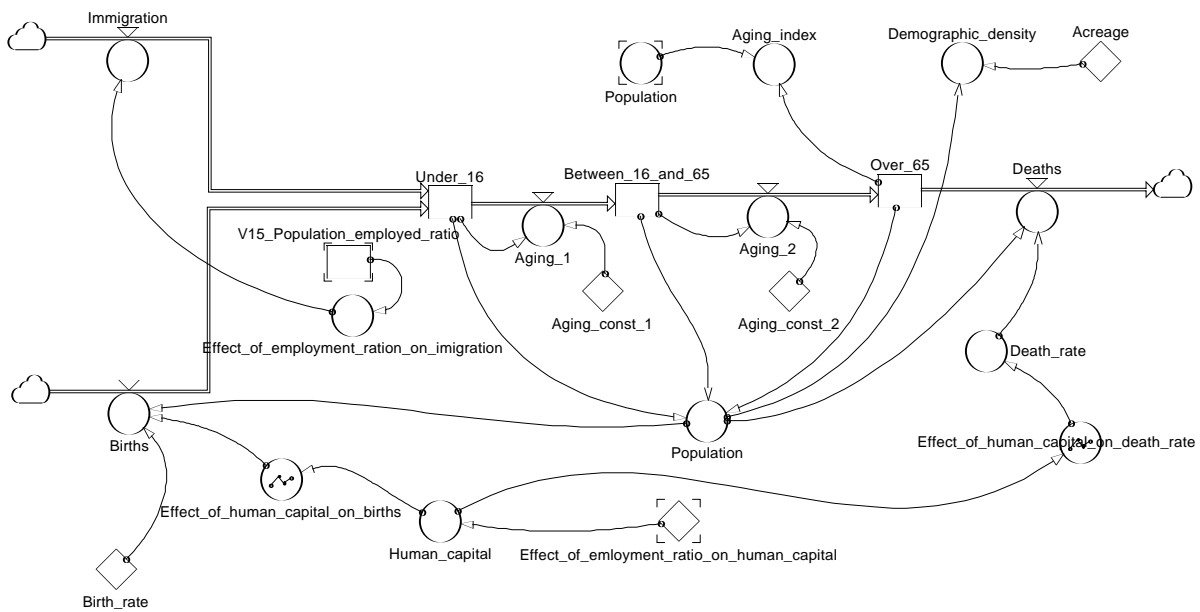 Immigration
Aging_index
Demographic_density
Acreage
Population
Under_16
Between_16_and_65
Over_65
Deaths
V15_Population_employed_ratio
Aging_1
Aging_2
Aging_const_1
Aging_const_2
Effect_of_employment_ration_on_imigration
Death_rate
Births
Population
Effect_of_human_capital_on_death_rate
Effect_of_human_capital_on_births
Human_capital
Effect_of_emloyment_ratio_on_human_capital
Birth_rate